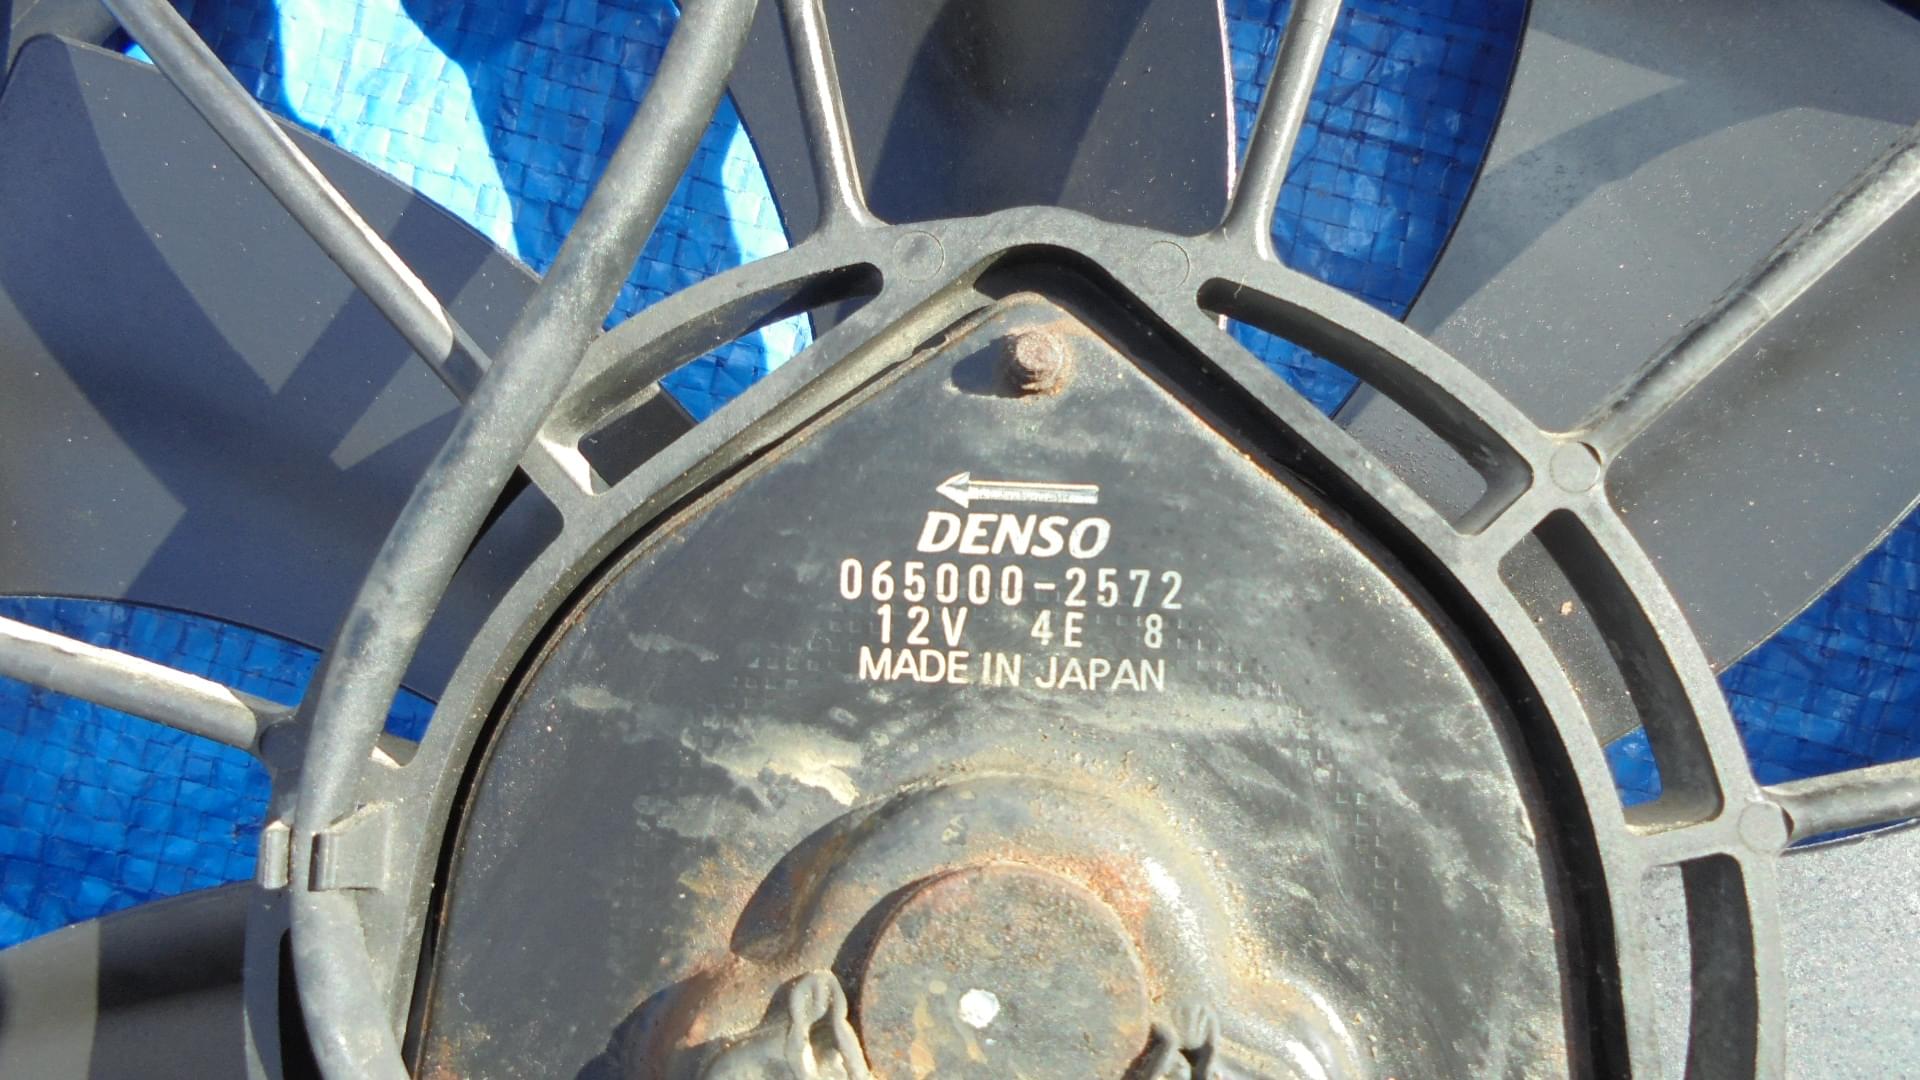 DENSO
065000-2572
12V 4E 8
MADE IN JAPAN